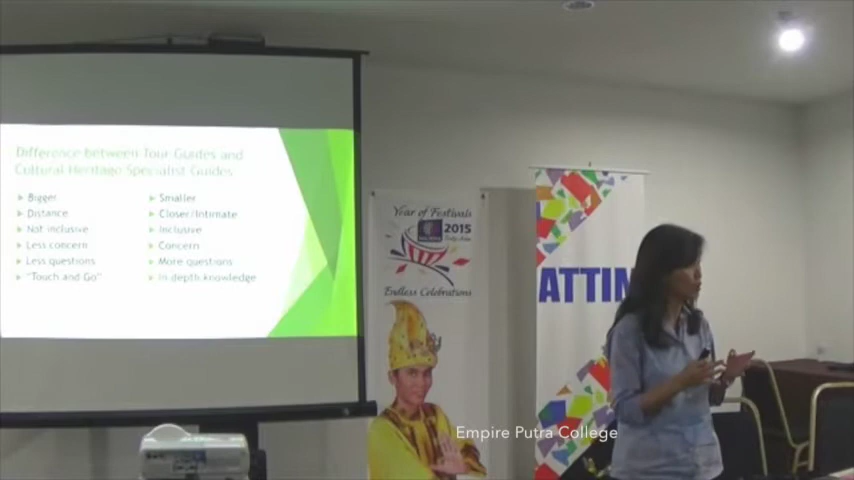 Difference between Tour Guides and
Cultural Heritage Specialist Guides
Bigger
Distance
Not inclusive
Less concern
Less questions
"Touch and Go"
Smaller
Closer/Intimate
Inclusive
Concern
More questions
In depth knowledge
Year of Festivals
2015
Endless Celebrations
ATTIN
Empire Putra College